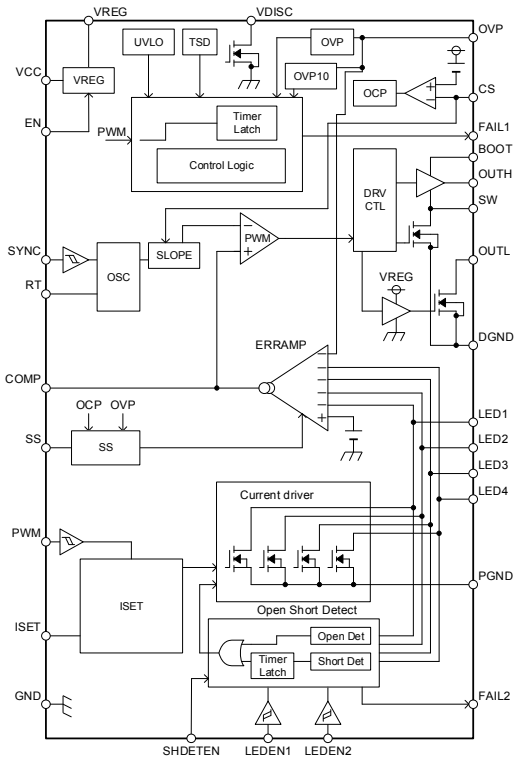 VREG
VDISC
VCC
VREG
EN
UVLO
TSD
OVP
OVP
OVP10
OCP
CS
PWM
Timer
Latch
Control Logic
FAIL1
BOOT
OUTH
DRV
CTL
SW
SYNC
OSC
SLOPE
PWM
OUTL
RT
VREG
DGND
ERRAMP
COMP
OCP
OVP
SS
SS
LED1
LED2
LED3
LED4
Current driver
PWM
ISET
PGND
Open Short Detect
ISET
Open Det
Timer
Latch
Short Det
GND
FAIL2
SHDETEN
LEDEN1
LEDEN2